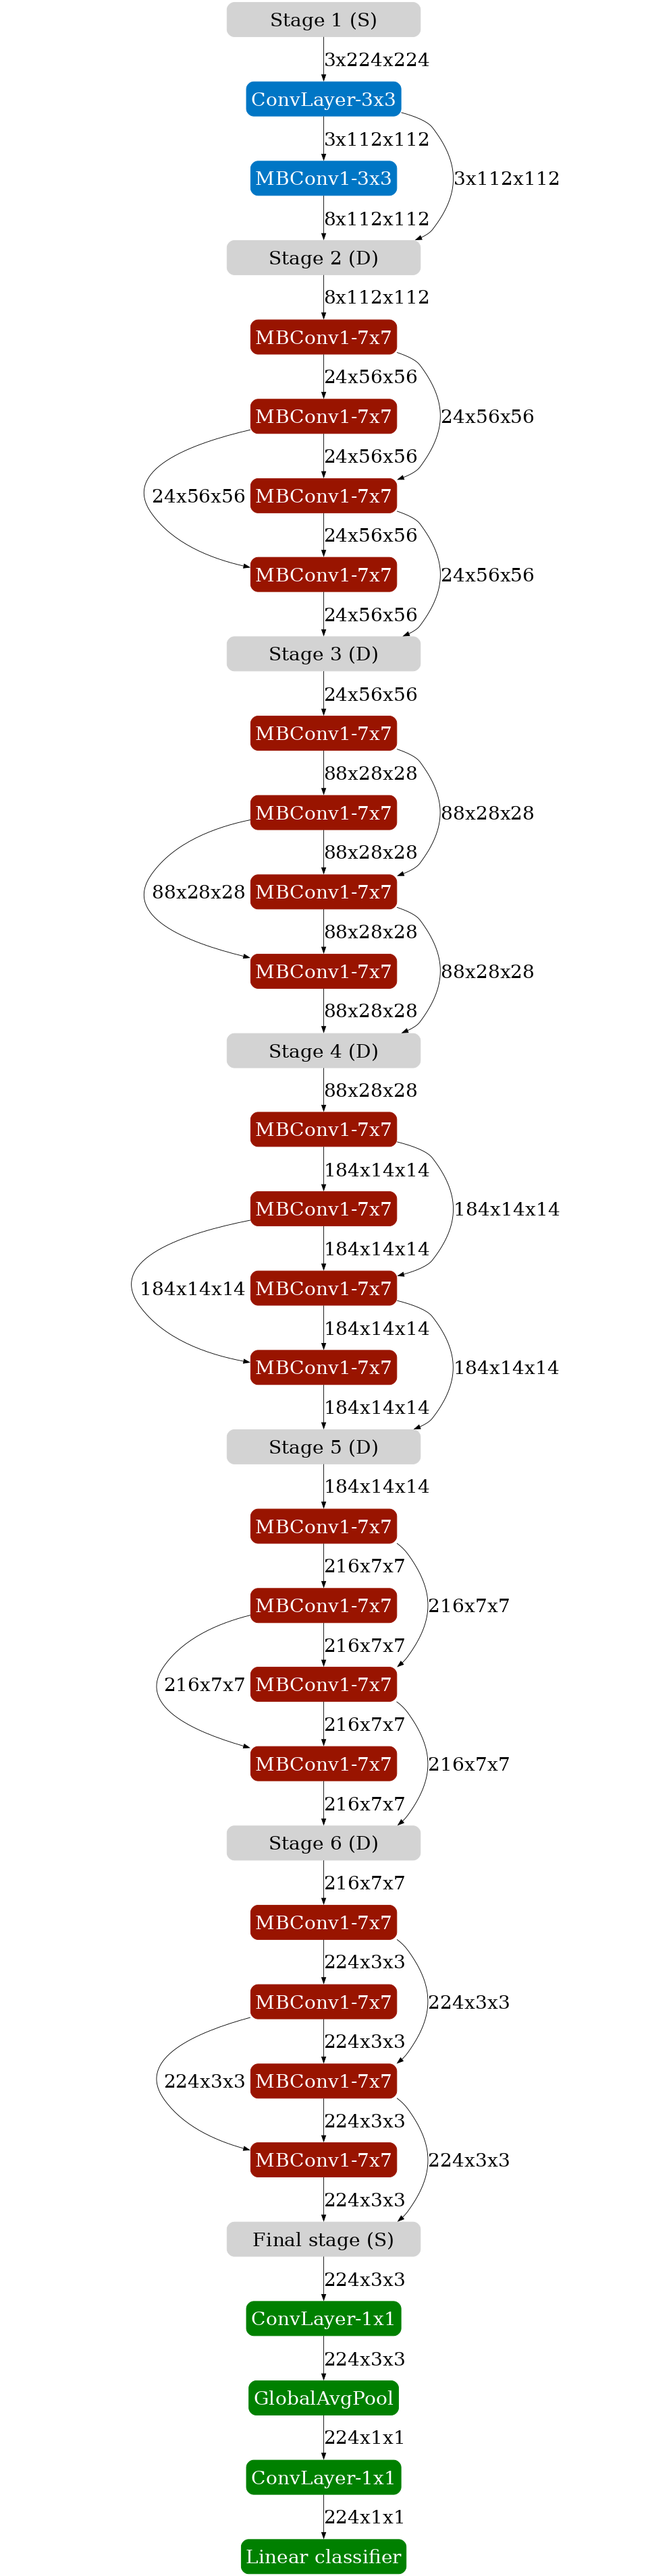 Stage 1 (S)
3x224x224
ConvLayer-3x3
3x112x112
MBConv1-3x3
3x112x112
8x112x112
Stage 2 (D)
8x112x112
MBConv1-7x7
24x56x56
MBConv1-7x7
24x56x56
24x56x56
24x56x56
MBConv1-7x7
24x56x56
MBConv1-7x7
24x56x56
24x56x56
Stage 3 (D)
24x56x56
MBConv1-7x7
88x28x28
MBConv1-7x7
88x28x28
88x28x28
88x28x28
MBConv1-7x7
88x28x28
MBConv1-7x7
88x28x28
88x28x28
Stage 4 (D)
88x28x28
MBConv1-7x7
184x14x14
MBConv1-7x7
184x14x14
184x14x14
184x14x14
MBConv1-7x7
184x14x14
MBConv1-7x7
184x14x14
184x14x14
Stage 5 (D)
184x14x14
MBConv1-7x7
216x7x7
MBConv1-7x7
216x7x7
216x7x7
216x7x7
MBConv1-7x7
216x7x7
MBConv1-7x7
216x7x7
216x7x7
Stage 6 (D)
216x7x7
MBConv1-7x7
224x3x3
MBConv1-7x7
224x3x3
224x3x3
224x3x3
MBConv1-7x7
224x3x3
MBConv1-7x7
224x3x3
224x3x3
Final stage (S)
224x3x3
ConvLayer-1x1
224x3x3
GlobalAvgPool
224x1x1
ConvLayer-1x1
224x1x1
Linear classifier